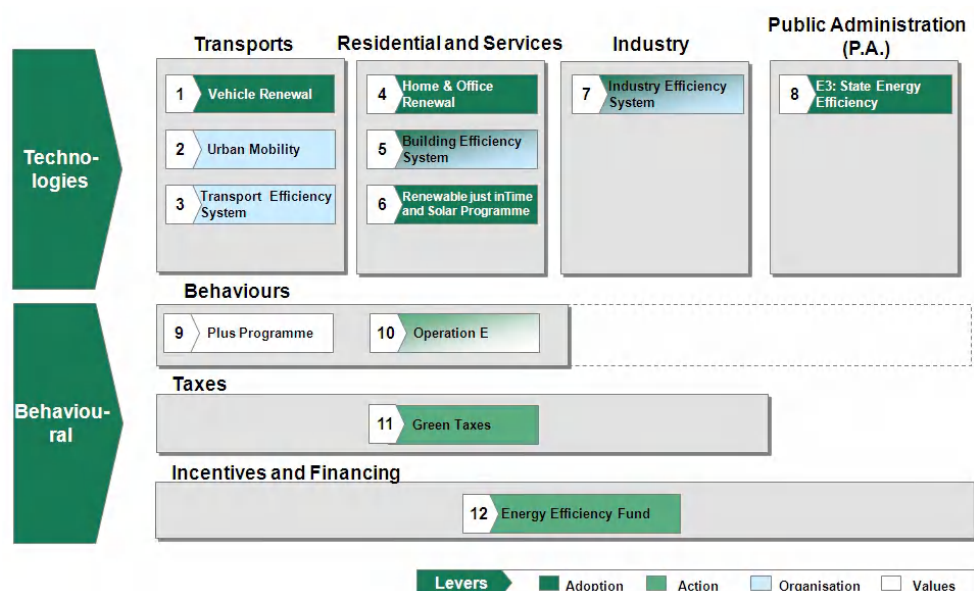 Transports
Residential and Services
Industry
Public Administration
(P.A.)
Techno-
logies
1 Vehicle Renewal
2 Urban Mobility
3 Transport Efficiency
System
4 Home & Office
Renewal
5 Building Efficiency
System
6 Renewable just inTime
and Solar Programme
7 Industry Efficiency
System
8 E3: State Energy
Efficiency
Behaviou-
ral
Behaviours
9 Plus Programme
10 Operation E
Taxes
11 Green Taxes
Incentives and Financing
12 Energy Efficiency Fund
Levers Adoption Action Organisation Values